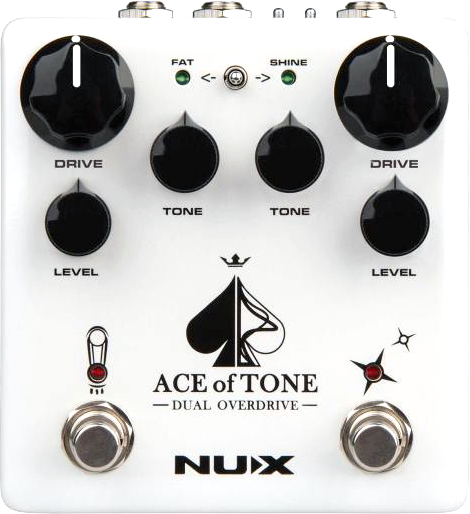 FAT <- -> SHINE
DRIVE DRIVE
TONE TONE
LEVEL LEVEL
ACE of TONE
— DUAL OVERDRIVE —
NUX